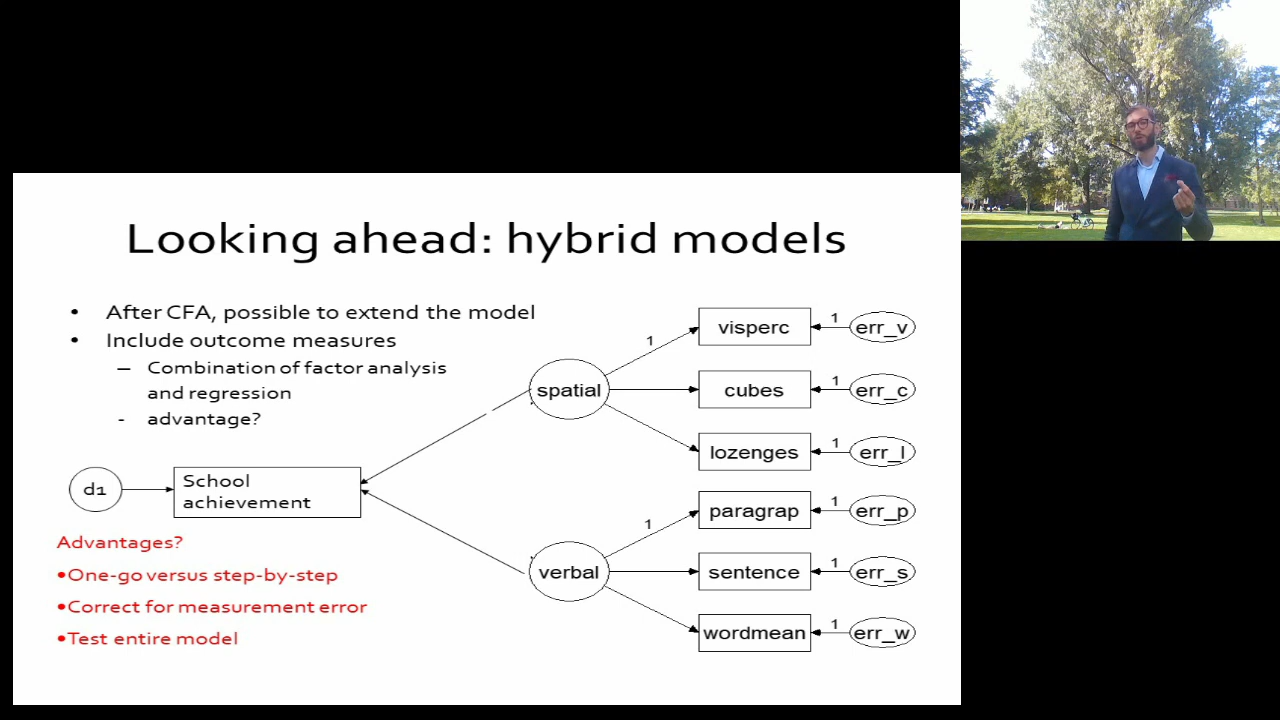 Looking ahead: hybrid models
• After CFA, possible to extend the model
• Include outcome measures
– Combination of factor analysis
and regression
- advantage?
d1
School
achievement
Advantages?
•One-go versus step-by-step
•Correct for measurement error
•Test entire model
spatial
verbal
1
1
visperc
1
err_v
cubes
1
err_c
lozenges
1
err_l
paragrap
1
err_p
sentence
1
err_s
wordmean
1
err_w